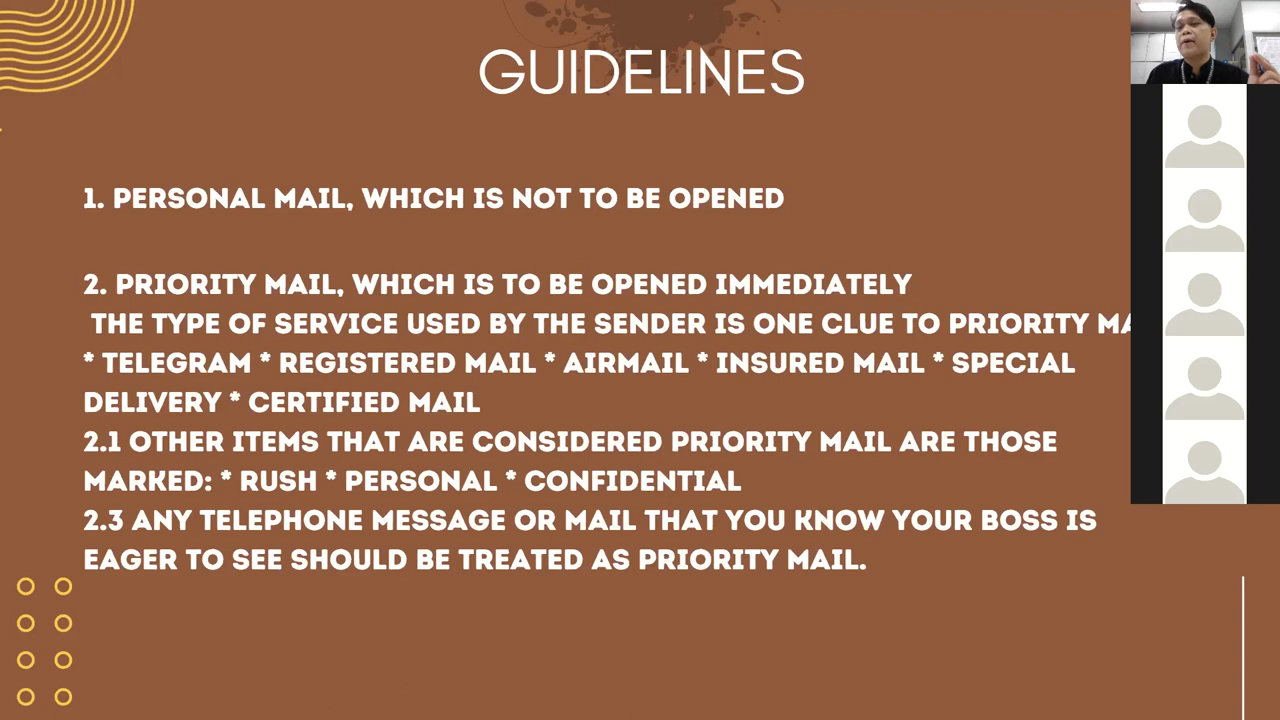 GUIDELINES
1. PERSONAL MAIL, WHICH IS NOT TO BE OPENED
2. PRIORITY MAIL, WHICH IS TO BE OPENED IMMEDIATELY
THE TYPE OF SERVICE USED BY THE SENDER IS ONE CLUE TO PRIORITY
* TELEGRAM * REGISTERED MAIL * AIRMAIL * INSURED MAIL * SPECIAL
DELIVERY * CERTIFIED MAIL
2.1 OTHER ITEMS THAT ARE CONSIDERED PRIORITY MAIL ARE THOSE
MARKED: * RUSH * PERSONAL * CONFIDENTIAL
2.3 ANY TELEPHONE MESSAGE OR MAIL THAT YOU KNOW YOUR BOSS IS
EAGER TO SEE SHOULD BE TREATED AS PRIORITY MAIL.